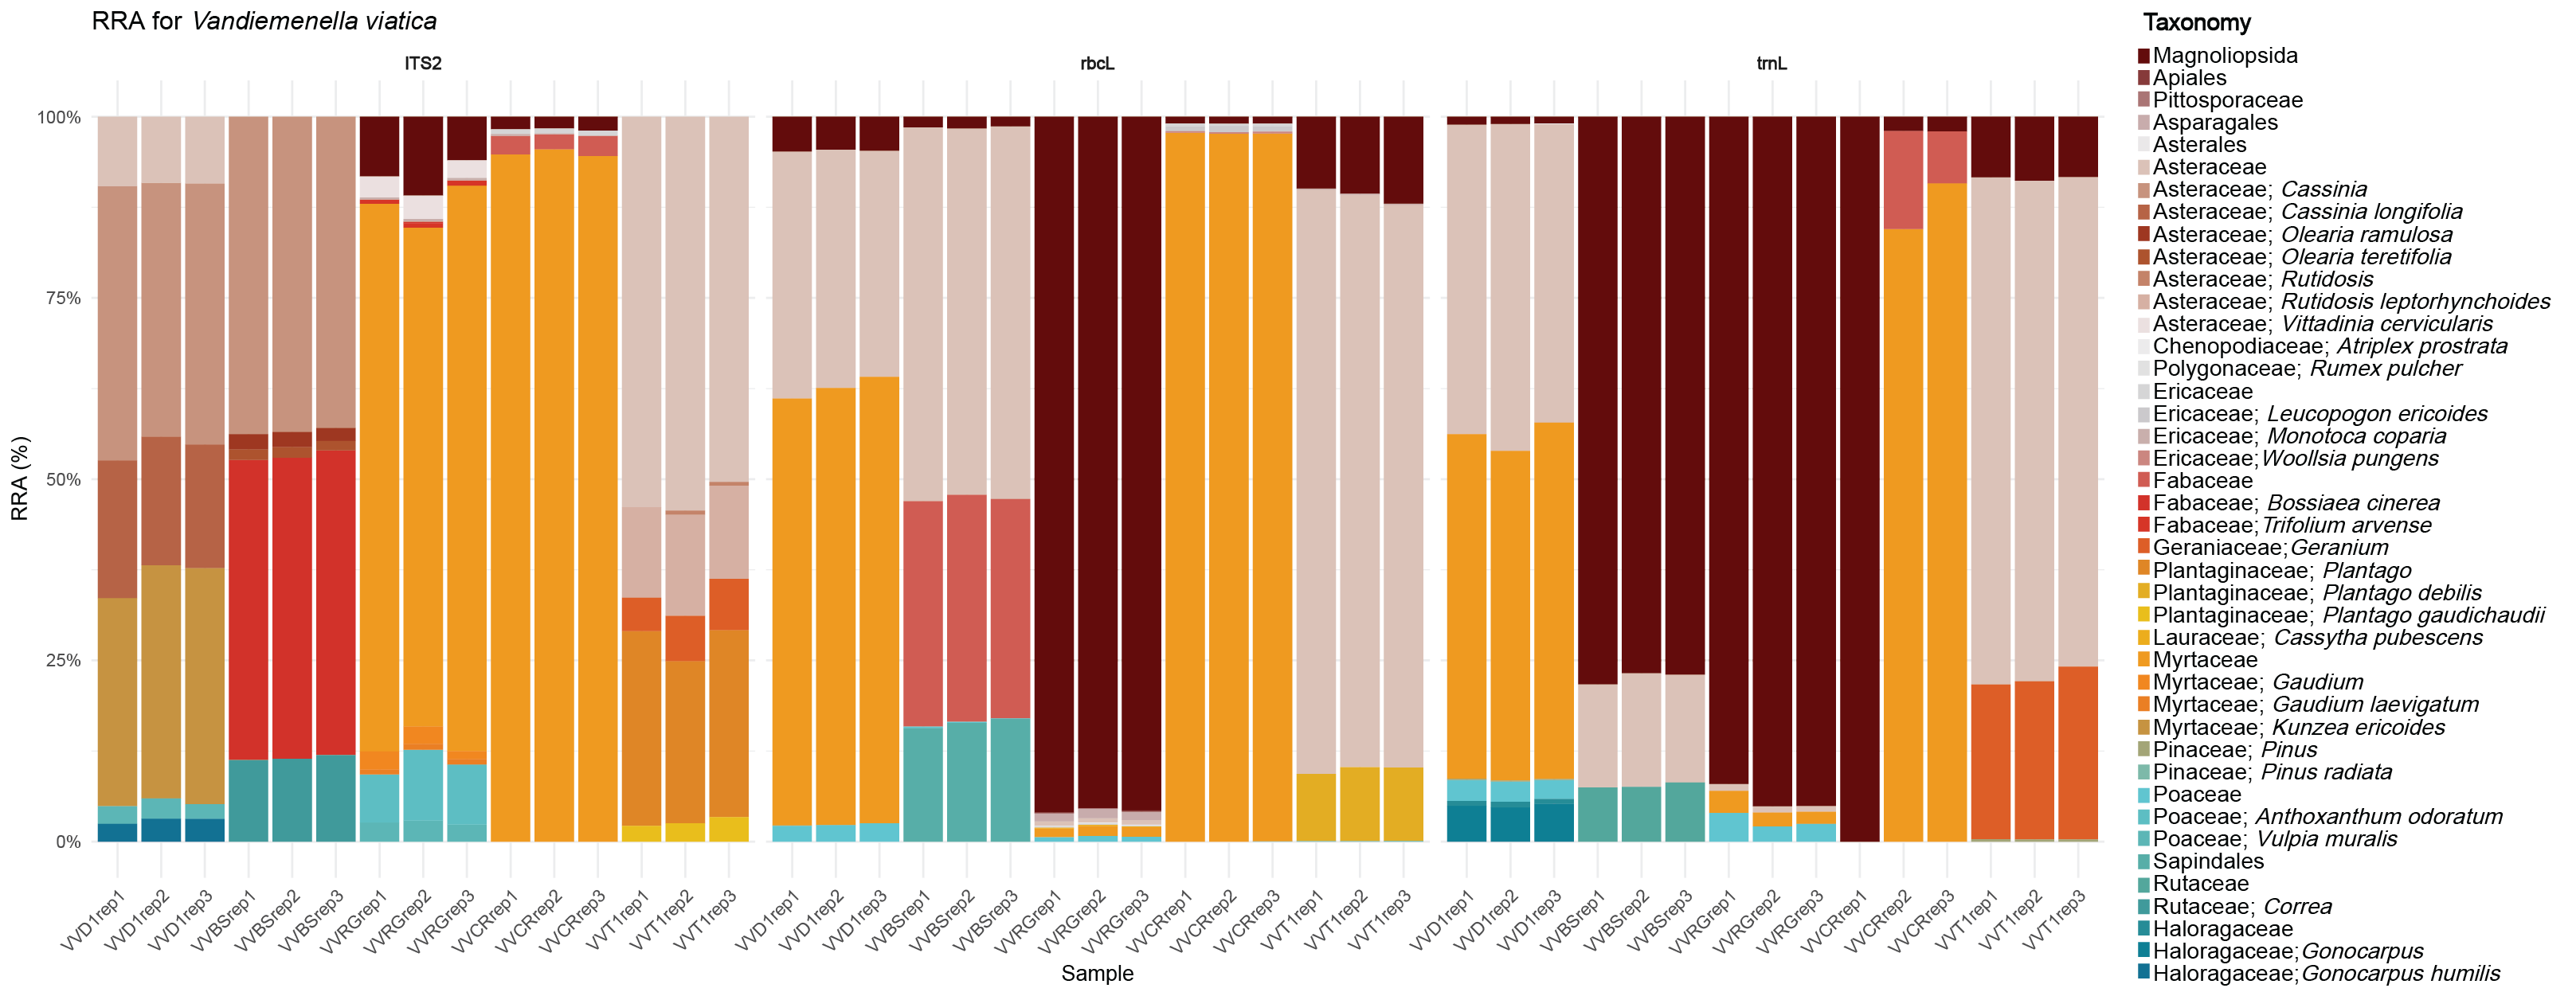 RRA for Vandiemenella viatica
ITS2
rbcL
trnL
RRA (%)
100%
75%
50%
25%
0%
VVD1rep1
VVD1rep2
VVD1rep3
VVBSrep1
VVBSrep2
VVBSrep3
VVRGrep1
VVRGrep2
VVRGrep3
VVCRrep1
VVCRrep2
VVCRrep3
VVT1rep1
VVT1rep2
VVT1rep3
VVD1rep1
VVD1rep2
VVD1rep3
VVBSrep1
VVBSrep2
VVBSrep3
VVRGrep1
VVRGrep2
VVRGrep3
VVCRrep1
VVCRrep2
VVCRrep3
VVT1rep1
VVT1rep2
VVT1rep3
VVD1rep1
VVD1rep2
VVD1rep3
VVBSrep1
VVBSrep2
VVBSrep3
VVRGrep1
VVRGrep2
VVRGrep3
VVCRrep1
VVCRrep2
VVCRrep3
VVT1rep1
VVT1rep2
VVT1rep3
Sample
Taxonomy
Magnoliopsida
Apiales
Pittosporaceae
Asparagales
Asterales
Asteraceae
Asteraceae; Cassinia
Asteraceae; Cassinia longifolia
Asteraceae; Olearia ramulosa
Asteraceae; Olearia teretifolia
Asteraceae; Rutidosis
Asteraceae; Rutidosis leptorhynchoides
Asteraceae; Vittadinia cervicularis
Chenopodiaceae; Atriplex prostrata
Polygonaceae; Rumex pulcher
Ericaceae
Ericaceae; Leucopogon ericoides
Ericaceae; Monotoca coparia
Ericaceae;Woollsia pungens
Fabaceae
Fabaceae; Bossiaea cinerea
Fabaceae;Trifolium arvense
Geraniaceae;Geranium
Plantaginaceae; Plantago
Plantaginaceae; Plantago debilis
Plantaginaceae; Plantago gaudichaudii
Lauraceae; Cassytha pubescens
Myrtaceae
Myrtaceae; Gaudium
Myrtaceae; Gaudium laevigatum
Myrtaceae; Kunzea ericoides
Pinaceae; Pinus
Pinaceae; Pinus radiata
Poaceae
Poaceae; Anthoxanthum odoratum
Poaceae; Vulpia muralis
Sapindales
Rutaceae
Rutaceae; Correa
Haloragaceae
Haloragaceae;Gonocarpus
Haloragaceae;Gonocarpus humilis